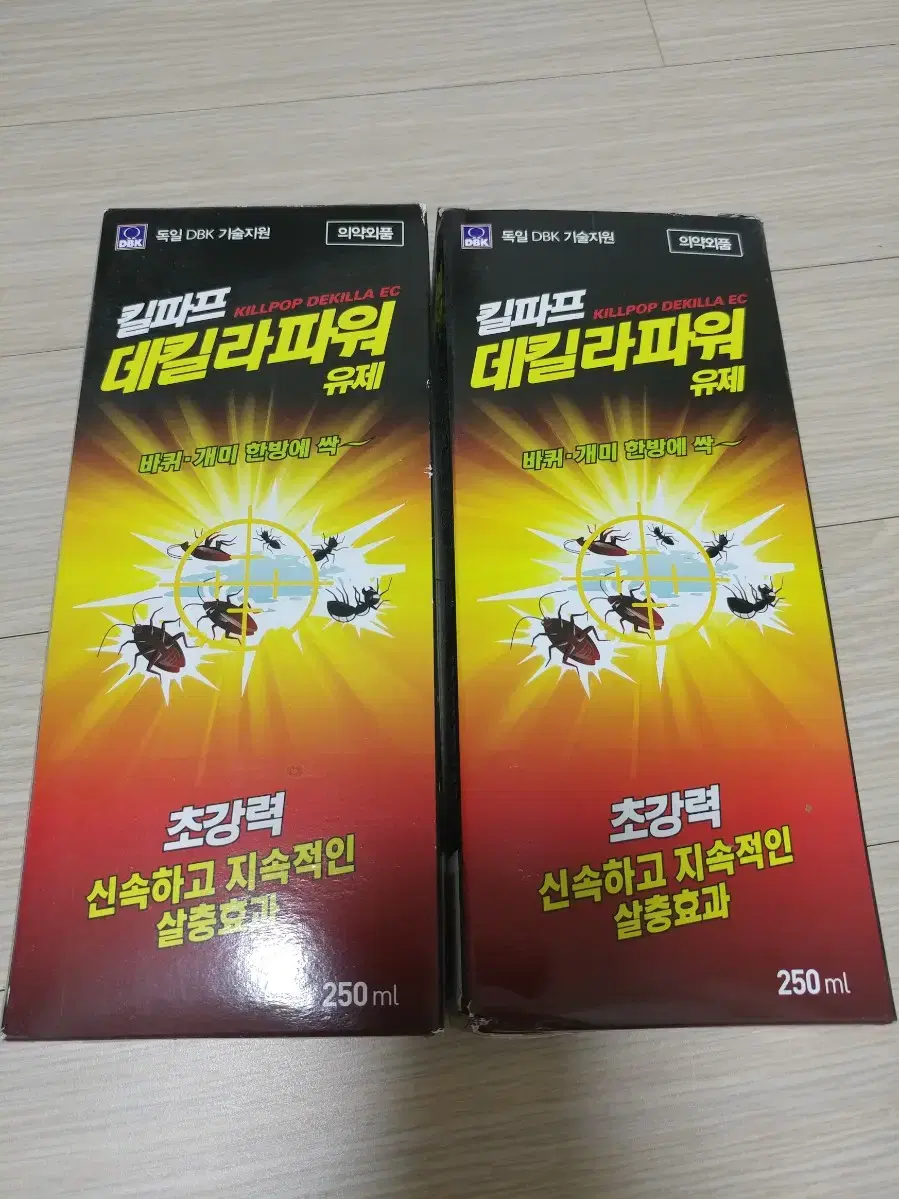 DBK
독일 DBK 기술지원
의약외품
킬파프
KILLPOP DEKILLA EC
데킬라파워
유제
바퀴·개미 한방에 싹~
초강력
신속하고 지속적인
살충효과
250 ml
DBK
독일 DBK 기술지원
의약외품
킬파프
KILLPOP DEKILLA EC
데킬라파워
유제
바퀴·개미 한방에 싹~
초강력
신속하고 지속적인
살충효과
250 ml